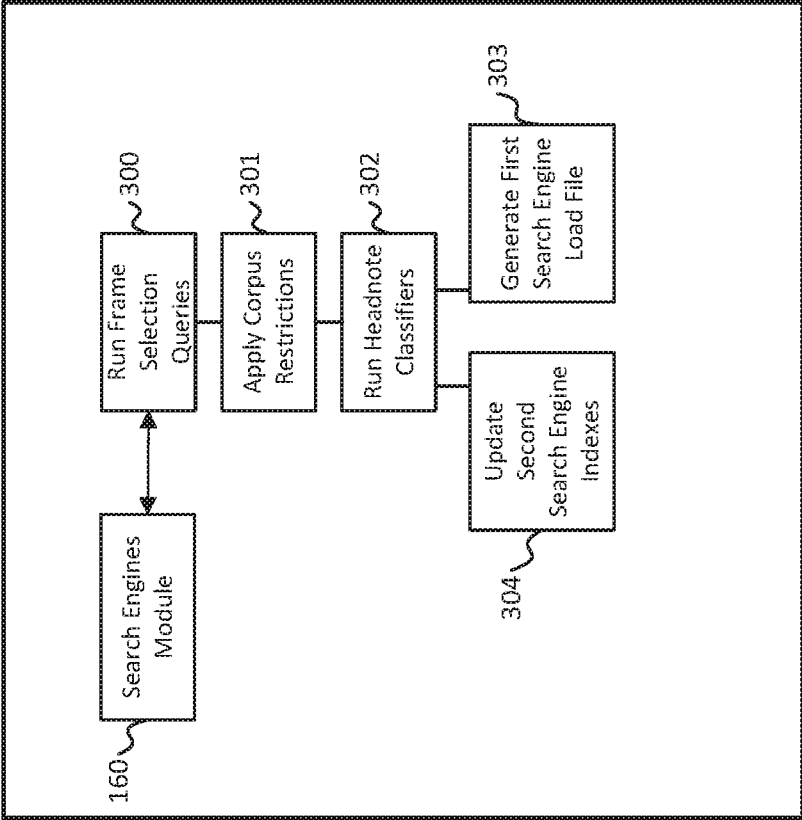 160
Search Engines
Module
300
Run Frame
Selection
Queries
301
Apply Corpus
Restrictions
302
Run Headnote
Classifiers
304
Update
Second
Search Engine
Indexes
303
Generate First
Search Engine
Load File